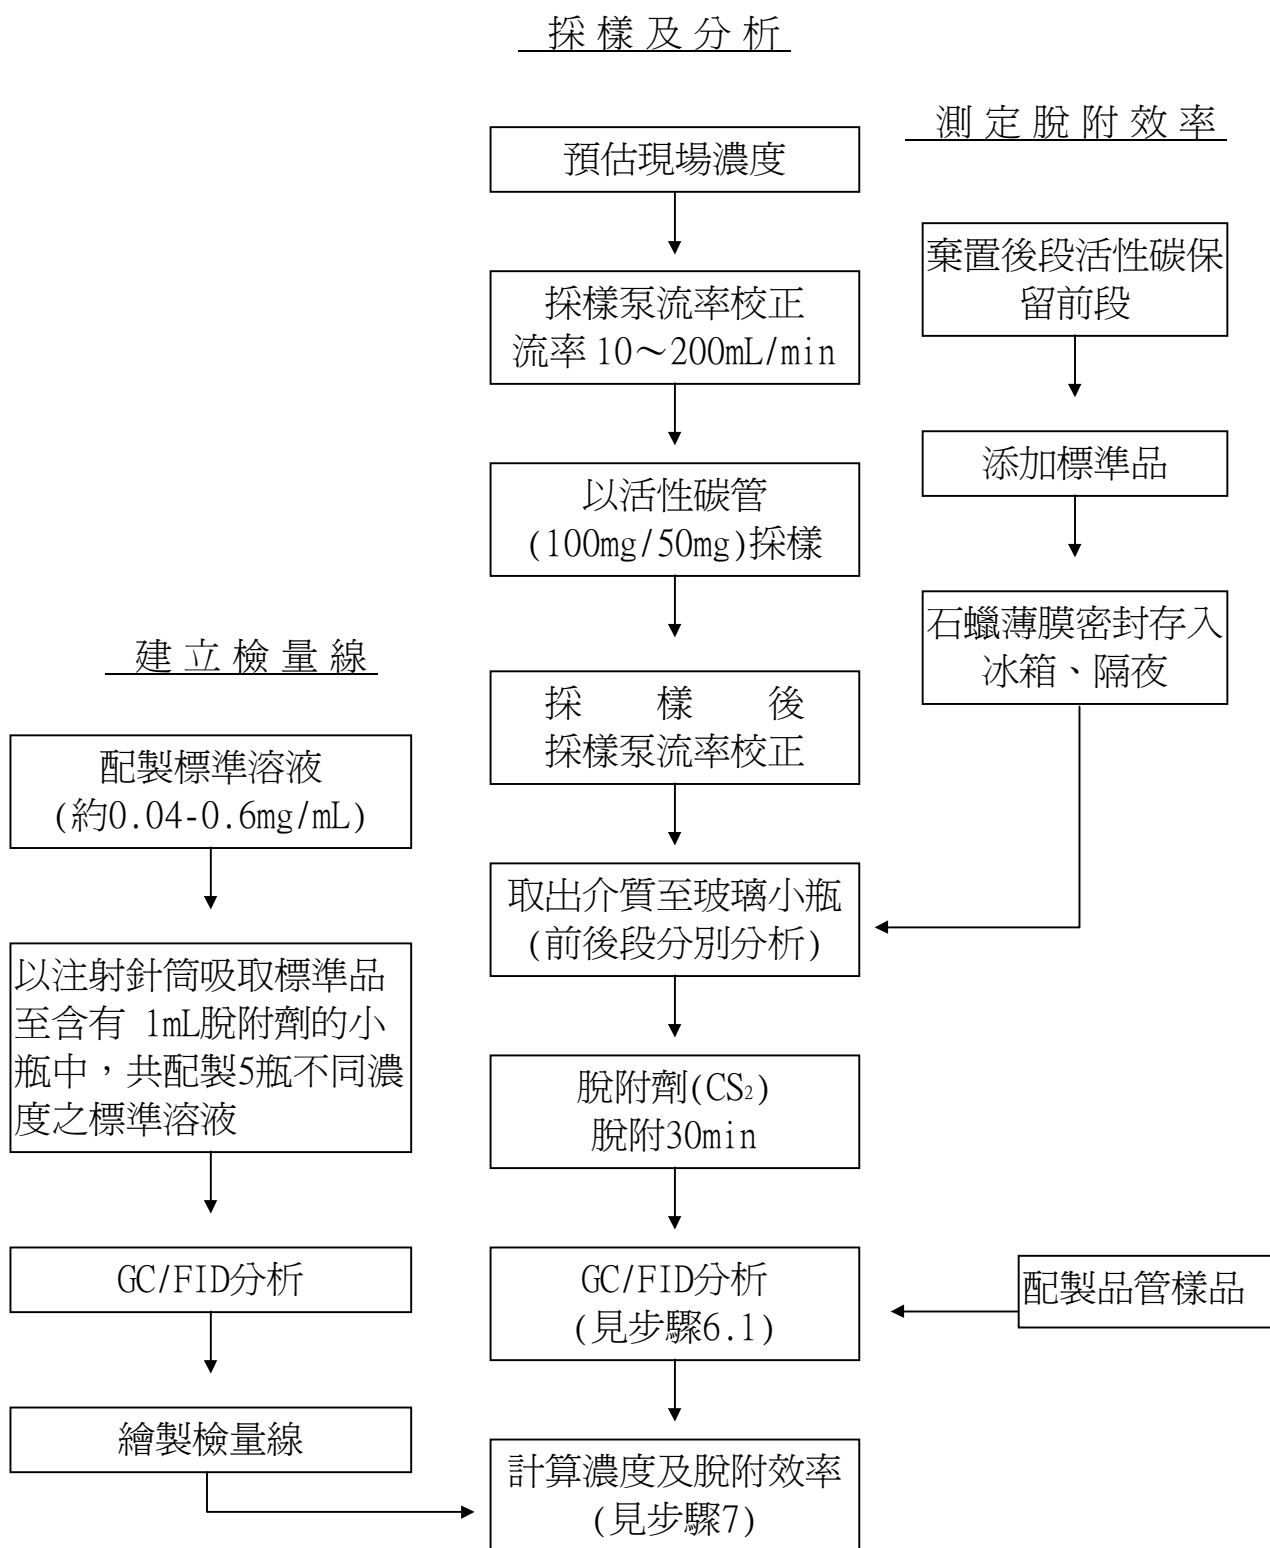 採樣及分析
測定脫附效率
預估現場濃度
棄置後段活性碳保
留前段
採樣泵流率校正
流率 10～200mL/min
添加標準品
以活性碳管
(100mg/50mg)採樣
石蠟薄膜密封存入
冰箱、隔夜
建立檢量線
採　樣　後
採樣泵流率校正
配製標準溶液
(約0.04-0.6mg/mL)
取出介質至玻璃小瓶
(前後段分別分析)
以注射針筒吸取標準品
至含有 1mL脫附劑的小
瓶中，共配製5瓶不同濃
度之標準溶液
脫附劑(CS₂)
脫附30min
GC/FID分析
GC/FID分析
(見步驟6.1)
配製品管樣品
繪製檢量線
計算濃度及脫附效率
(見步驟7)